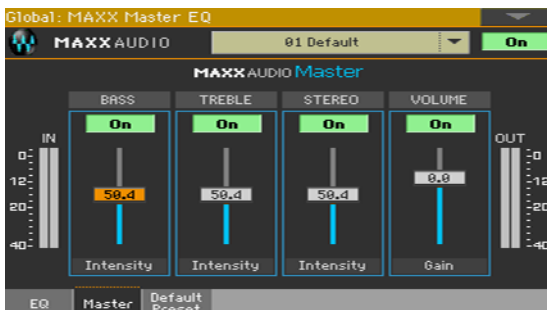 Global: MAXX Master EQ
MAXXAUDIO 01 Default On
MAXXAUDIO Master
BASS TREBLE STEREO VOLUME
On On On On
IN OUT
0 0
12 0.0 12
20 50.4 50.4 50.4 20
40 40
Intensity Intensity Intensity Gain
EQ Master Default
Preset